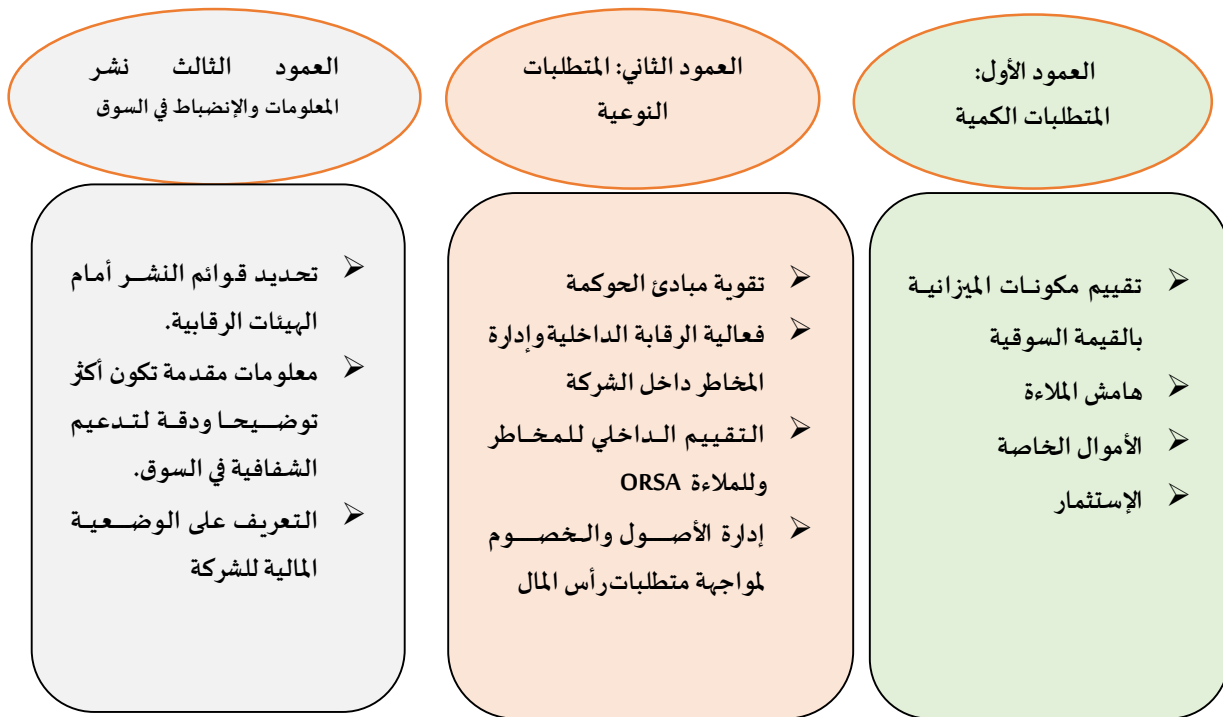 العمود الأول:
المتطلبات الكمية
تقييم مكونات الميزانية
بالقيمة السوقية
هامش الملاءة
الأموال الخاصة
الإستثمار
العمود الثاني: المتطلبات
النوعية
تقوية مبادئ الحوكمة
فعالية الرقابة الداخلية وإدارة
المخاطر داخل الشركة
التقييم الداخلي للمخاطر
وللملاءة ORSA
إدارة الأصول والخصوم
لمواجهة متطلبات رأس المال
العمود الثالث نشر
المعلومات والإنضباط في السوق
تحديد قوائم النشر أمام
الهيئات الرقابية.
معلومات مقدمة تكون أكثر
توضيحا ودقة لتدعيم
الشفافية في السوق.
التعريف على الوضعية
المالية للشركة